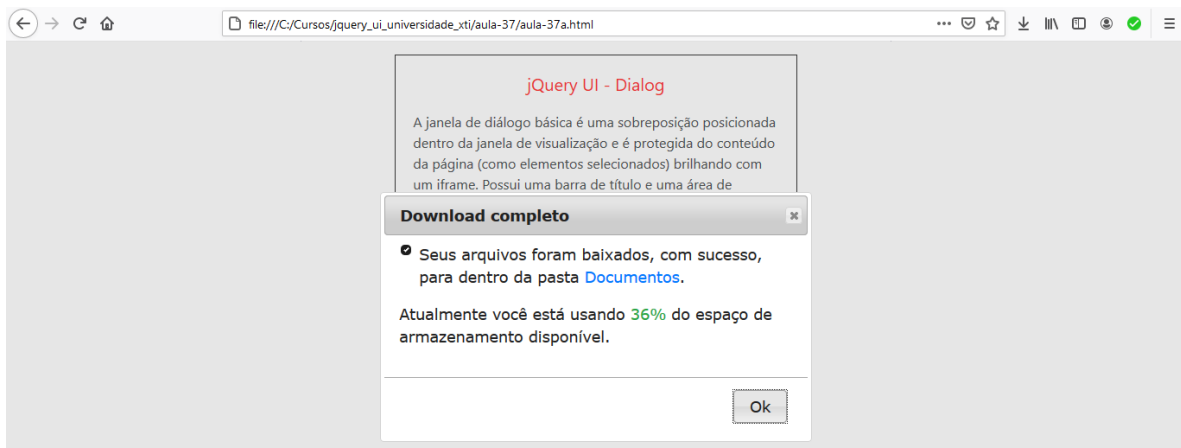 file:///C:/Cursos/jquery_ui_universidade_xti/aula-37/aula-37a.html
jQuery UI - Dialog
A janela de diálogo básica é uma sobreposição posicionada
dentro da janela de visualização e é protegida do conteúdo
da página (como elementos selecionados) brilhando com
um iframe. Possui uma barra de título e uma área de
Download completo
Seus arquivos foram baixados, com sucesso,
para dentro da pasta Documentos.
Atualmente você está usando 36% do espaço de
armazenamento disponível.
Ok